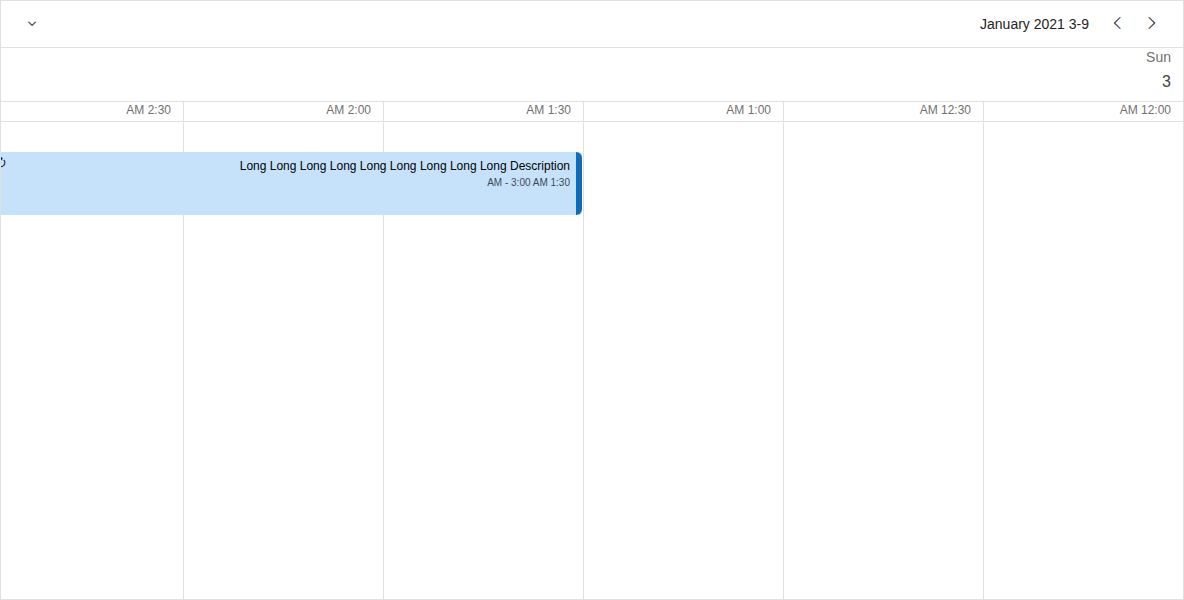 January 2021 3-9
Sun
3
AM 12:00
AM 12:30
AM 1:00
AM 1:30
AM 2:00
AM 2:30
Long Long Long Long Long Long Long Long Long Description
AM - 3:00 AM 1:30